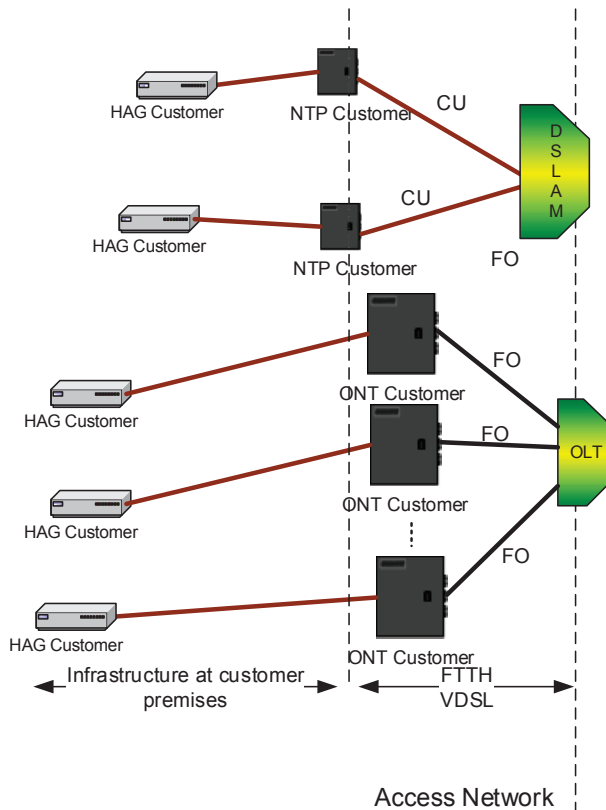 HAG Customer
NTP Customer
CU
D
S
L
A
M
HAG Customer
NTP Customer
CU
FO
HAG Customer
ONT Customer
FO
OLT
HAG Customer
ONT Customer
FO
HAG Customer
ONT Customer
FO
Infrastructure at customer
premises
FTTH
VDSL
Access Network